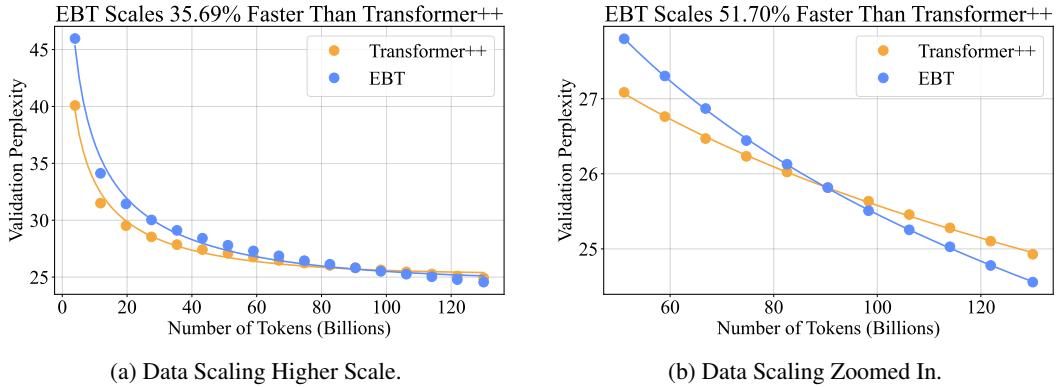 EBT Scales 35.69% Faster Than Transformer++
Validation Perplexity
45
40
35
30
25
Transformer++
EBT
0 20 40 60 80 100 120
Number of Tokens (Billions)
(a) Data Scaling Higher Scale.
EBT Scales 51.70% Faster Than Transformer++
Validation Perplexity
27
26
25
Transformer++
EBT
60 80 100 120
Number of Tokens (Billions)
(b) Data Scaling Zoomed In.